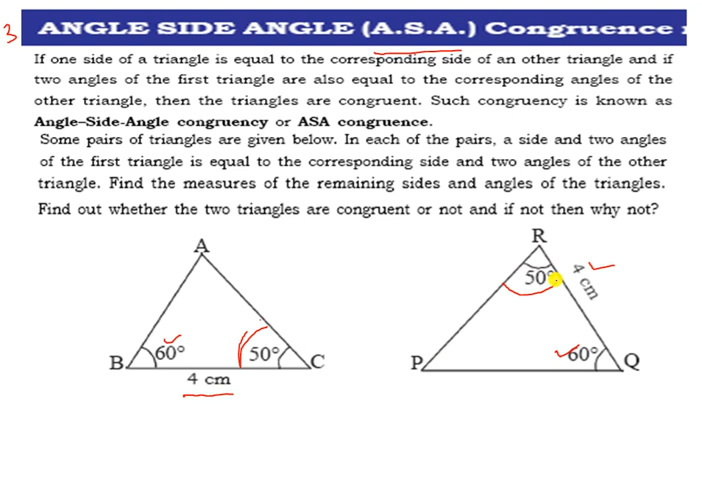 3
ANGLE SIDE ANGLE (A.S.A.) Congruence
If one side of a triangle is equal to the corresponding side of an other triangle and if
two angles of the first triangle are also equal to the corresponding angles of the
other triangle, then the triangles are congruent. Such congruency is known as
Angle–Side-Angle congruency or ASA congruence.
Some pairs of triangles are given below. In each of the pairs, a side and two angles
of the first triangle is equal to the corresponding side and two angles of the other
triangle. Find the measures of the remaining sides and angles of the triangles.
Find out whether the two triangles are congruent or not and if not then why not?
A
B
60°
50°
C
4 cm
R
50°
4 cm
P
60°
Q